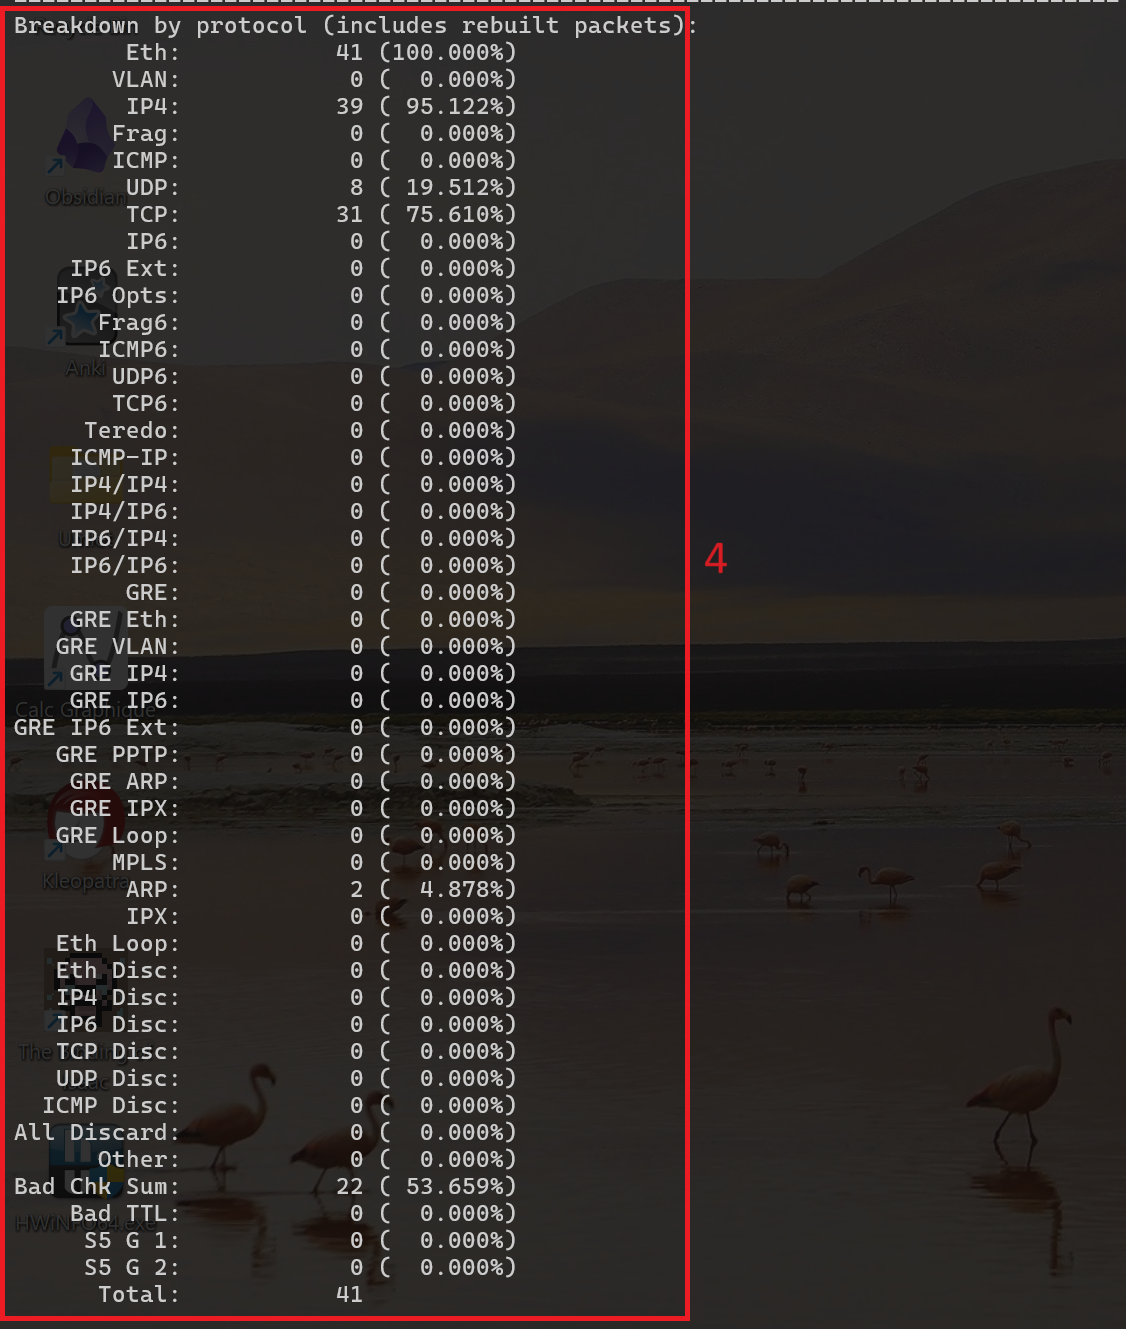 Breakdown by protocol (includes rebuilt packets):
Eth: 41 (100.000%)
VLAN: 0 ( 0.000%)
IP4: 39 ( 95.122%)
Frag: 0 ( 0.000%)
ICMP: 0 ( 0.000%)
UDP: 8 ( 19.512%)
Obsidian
TCP: 31 ( 75.610%)
IP6: 0 ( 0.000%)
IP6 Ext: 0 ( 0.000%)
IP6 Opts: 0 ( 0.000%)
Frag6: 0 ( 0.000%)
ICMP6: 0 ( 0.000%)
Anki
UDP6: 0 ( 0.000%)
TCP6: 0 ( 0.000%)
Teredo: 0 ( 0.000%)
ICMP-IP: 0 ( 0.000%)
IP4/IP4: 0 ( 0.000%)
IP4/IP6: 0 ( 0.000%)
IP6/IP4: 0 ( 0.000%)
IP6/IP6: 0 ( 0.000%)
4
GRE: 0 ( 0.000%)
GRE Eth: 0 ( 0.000%)
GRE VLAN: 0 ( 0.000%)
GRE IP4: 0 ( 0.000%)
GRE IP6: 0 ( 0.000%)
Calc Graphique
GRE IP6 Ext: 0 ( 0.000%)
GRE PPTP: 0 ( 0.000%)
GRE ARP: 0 ( 0.000%)
GRE IPX: 0 ( 0.000%)
GRE Loop: 0 ( 0.000%)
MPLS: 0 ( 0.000%)
Kleopatra
ARP: 2 ( 4.878%)
IPX: 0 ( 0.000%)
Eth Loop: 0 ( 0.000%)
Eth Disc: 0 ( 0.000%)
IP4 Disc: 0 ( 0.000%)
IP6 Disc: 0 ( 0.000%)
TCP Disc: 0 ( 0.000%)
The Binding of
UDP Disc: 0 ( 0.000%)
Isaac
ICMP Disc: 0 ( 0.000%)
All Discard: 0 ( 0.000%)
Other: 0 ( 0.000%)
Bad Chk Sum: 22 ( 53.659%)
Bad TTL: 0 ( 0.000%)
HWiNFO64.exe
S5 G 1: 0 ( 0.000%)
S5 G 2: 0 ( 0.000%)
Total: 41